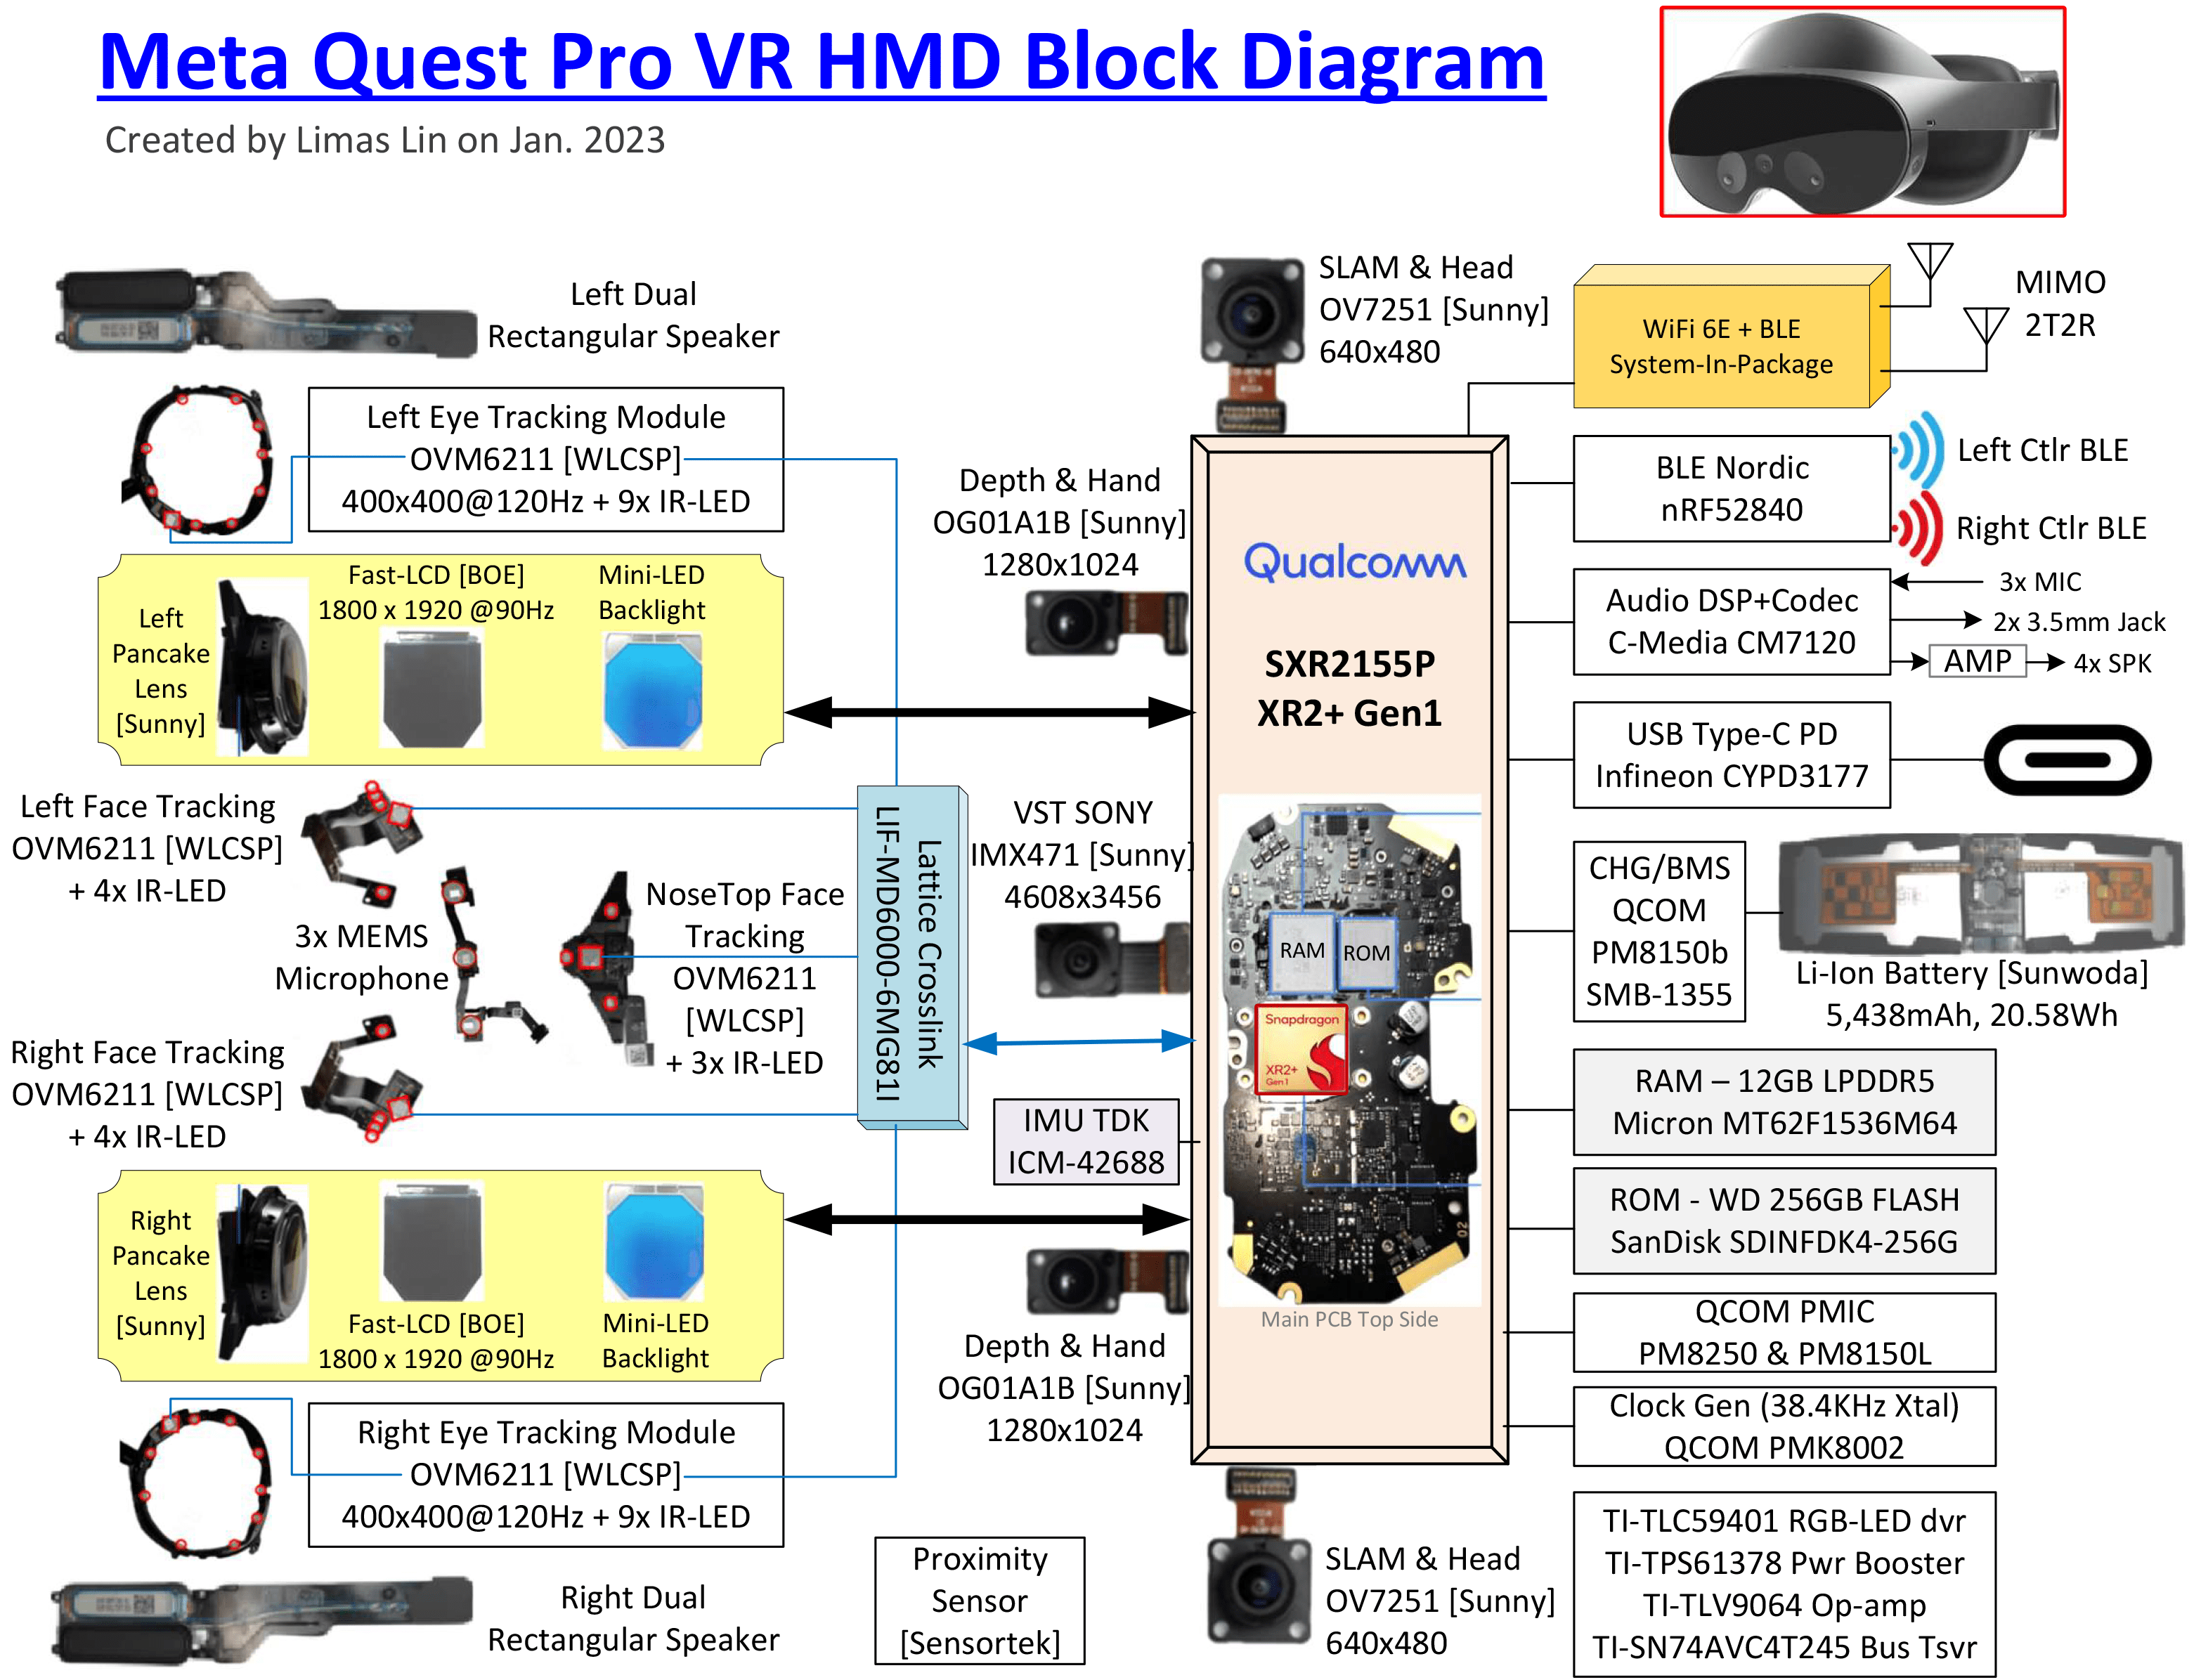 Meta Quest Pro VR HMD Block Diagram
Created by Limas Lin on Jan. 2023
Left Dual
Rectangular Speaker
Left Eye Tracking Module
OVM6211 [WLCSP]
400x400@120Hz + 9x IR-LED
Left
Pancake
Lens
[Sunny]
Fast-LCD [BOE]
1800 x 1920 @90Hz
Mini-LED
Backlight
Left Face Tracking
OVM6211 [WLCSP]
+ 4x IR-LED
3x MEMS
Microphone
NoseTop Face
Tracking
OVM6211
[WLCSP]
+ 3x IR-LED
Right Face Tracking
OVM6211 [WLCSP]
+ 4x IR-LED
Lattice Crosslink
LIF-MD6000-6MG81I
Right
Pancake
Lens
[Sunny]
Fast-LCD [BOE]
1800 x 1920 @90Hz
Mini-LED
Backlight
Right Eye Tracking Module
OVM6211 [WLCSP]
400x400@120Hz + 9x IR-LED
Right Dual
Rectangular Speaker
Proximity
Sensor
[Sensortek]
SLAM & Head
OV7251 [Sunny]
640x480
Depth & Hand
OG01A1B [Sunny]
1280x1024
VST SONY
IMX471 [Sunny]
4608x3456
IMU TDK
ICM-42688
Depth & Hand
OG01A1B [Sunny]
1280x1024
SLAM & Head
OV7251 [Sunny]
640x480
Qualcomm
SXR2155P
XR2+ Gen1
RAM
ROM
Snapdragon
XR2+
Gen 1
Main PCB Top Side
WiFi 6E + BLE
System-In-Package
MIMO
2T2R
BLE Nordic
nRF52840
Left Ctlr BLE
Right Ctlr BLE
Audio DSP+Codec
C-Media CM7120
3x MIC
2x 3.5mm Jack
AMP
4x SPK
USB Type-C PD
Infineon CYPD3177
CHG/BMS
QCOM
PM8150b
SMB-1355
Li-Ion Battery [Sunwoda]
5,438mAh, 20.58Wh
RAM – 12GB LPDDR5
Micron MT62F1536M64
ROM - WD 256GB FLASH
SanDisk SDINFDK4-256G
QCOM PMIC
PM8250 & PM8150L
Clock Gen (38.4KHz Xtal)
QCOM PMK8002
TI-TLC59401 RGB-LED dvr
TI-TPS61378 Pwr Booster
TI-TLV9064 Op-amp
TI-SN74AVC4T245 Bus Tsvr